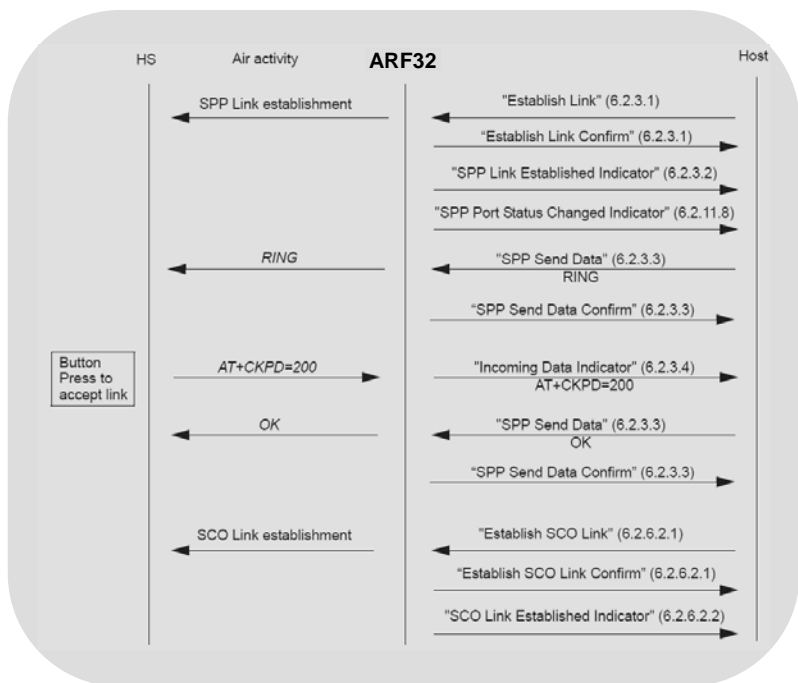 HS Air activity ARF32 Host
SPP Link establishment "Establish Link" (6.2.3.1)
"Establish Link Confirm" (6.2.3.1)
"SPP Link Established Indicator" (6.2.3.2)
"SPP Port Status Changed Indicator" (6.2.11.8)
RING "SPP Send Data" (6.2.3.3)
RING
"SPP Send Data Confirm" (6.2.3.3)
Button
Press to
accept link
AT+CKPD=200 "Incoming Data Indicator" (6.2.3.4)
AT+CKPD=200
OK "SPP Send Data" (6.2.3.3)
OK
"SPP Send Data Confirm" (6.2.3.3)
SCO Link establishment "Establish SCO Link" (6.2.6.2.1)
"Establish SCO Link Confirm" (6.2.6.2.1)
"SCO Link Established Indicator" (6.2.6.2.2)